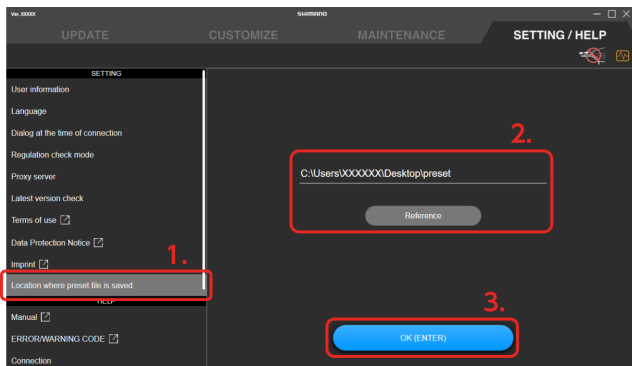 Ver. XXXXX
SHIMANO
UPDATE
CUSTOMIZE
MAINTENANCE
SETTING / HELP
SETTING
User information
Language
Dialog at the time of connection
Regulation check mode
Proxy server
Latest version check
Terms of use
Data Protection Notice
Imprint
1.
Location where preset file is saved
HELP
Manual
ERROR/WARNING CODE
Connection
2.
C:\Users\XXXXXX\Desktop\preset
Reference
3.
OK (ENTER)